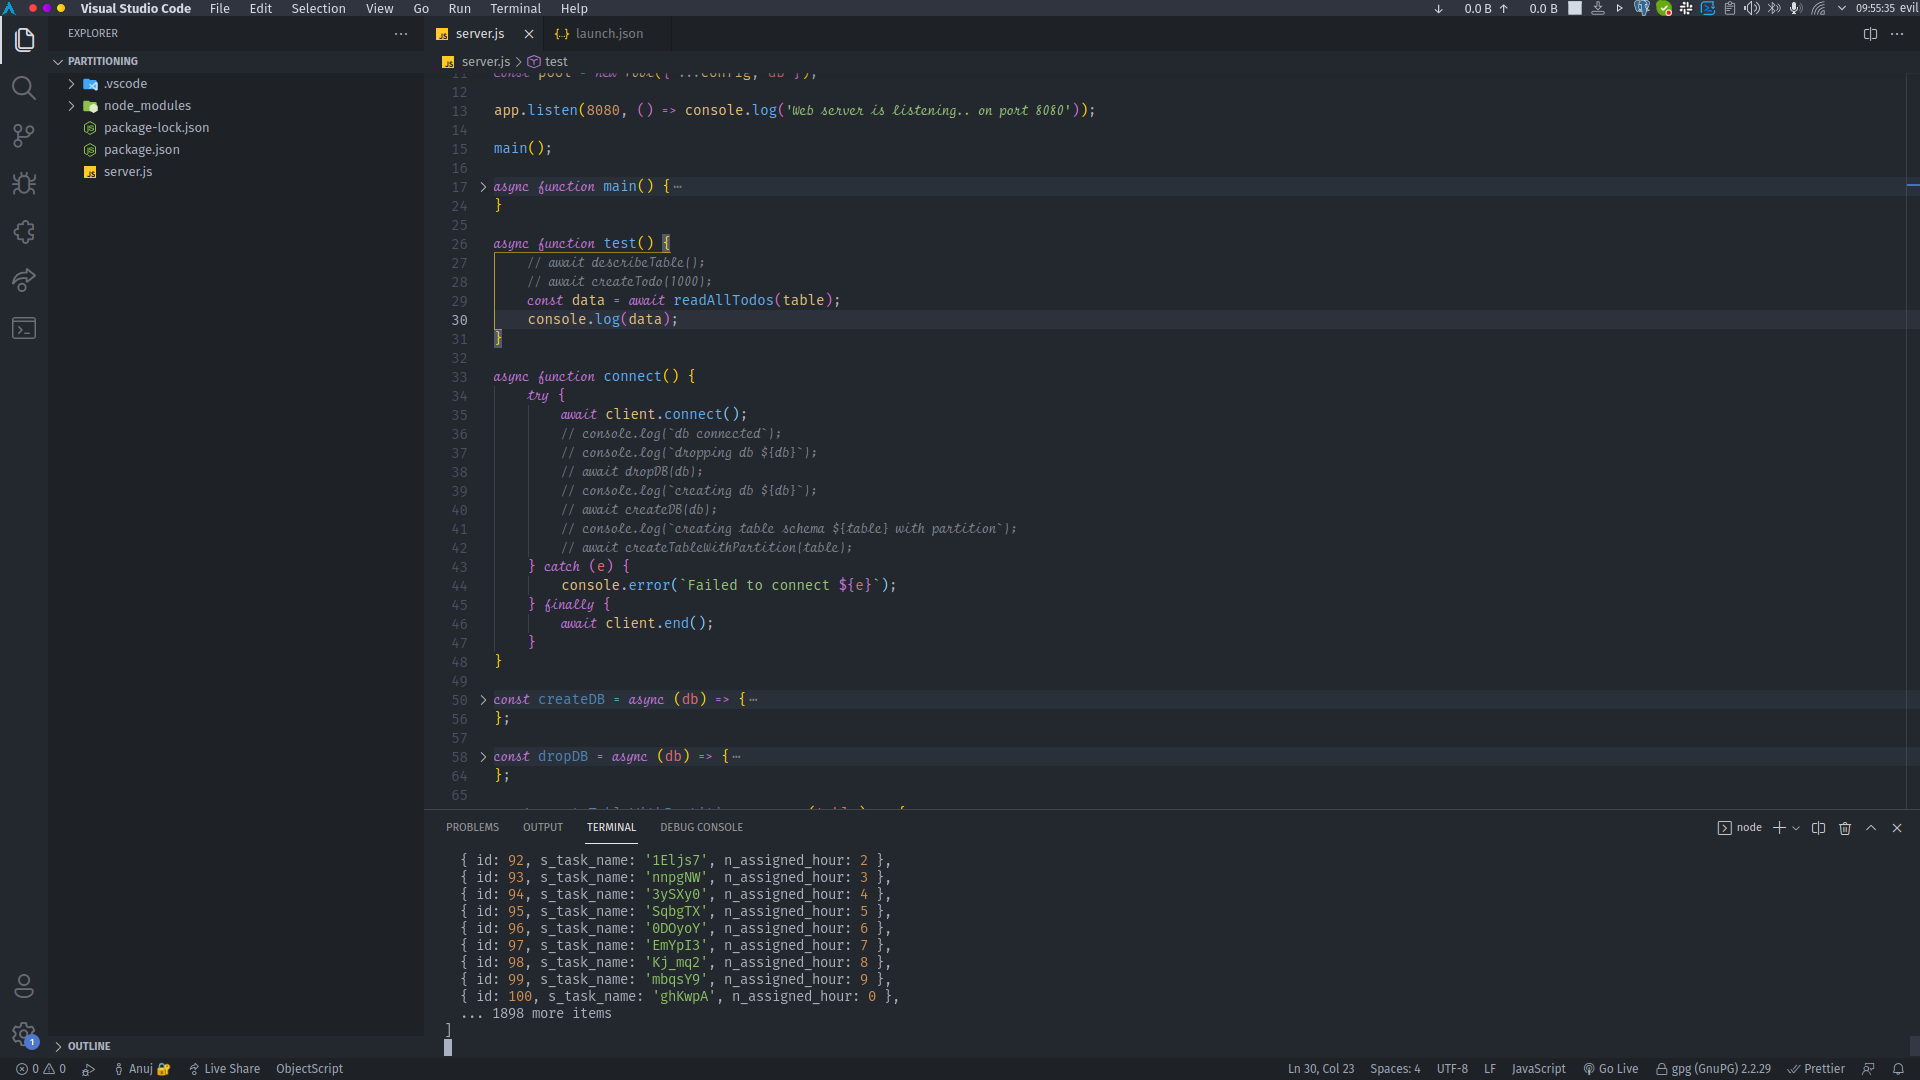 Visual Studio Code File Edit Selection View Go Run Terminal Help
0.0 B 0.0 B 09:55:35 evil
EXPLORER
PARTITIONING
.vscode
node_modules
package-lock.json
package.json
server.js
OUTLINE
server.js launch.json
server.js > test
11 const pool = new Pool({ ...config, db });
12
13 app.listen(8080, () => console.log('Web server is listening.. on port 8080'));
14
15 main();
16
17 async function main() { ⋯
24 }
25
26 async function test() {
27 // await describeTable();
28 // await createTodo(1000);
29 const data = await readAllTodos(table);
30 console.log(data);
31 }
32
33 async function connect() {
34 try {
35 await client.connect();
36 // console.log(`db connected`);
37 // console.log(`dropping db ${db}`);
38 // await dropDB(db);
39 // console.log(`creating db ${db}`);
40 // await createDB(db);
41 // console.log(`creating table schema ${table} with partition`);
42 // await createTableWithPartition(table);
43 } catch (e) {
44 console.error(`Failed to connect ${e}`);
45 } finally {
46 await client.end();
47 }
48 }
49
50 const createDB = async (db) => { ⋯
56 };
57
58 const dropDB = async (db) => { ⋯
64 };
65
PROBLEMS OUTPUT TERMINAL DEBUG CONSOLE
node
{ id: 92, s_task_name: '1Eljs7', n_assigned_hour: 2 },
{ id: 93, s_task_name: 'nnpgNW', n_assigned_hour: 3 },
{ id: 94, s_task_name: '3ySXy0', n_assigned_hour: 4 },
{ id: 95, s_task_name: 'SqbgTX', n_assigned_hour: 5 },
{ id: 96, s_task_name: '0DOyoY', n_assigned_hour: 6 },
{ id: 97, s_task_name: 'EmYpI3', n_assigned_hour: 7 },
{ id: 98, s_task_name: 'Kj_mq2', n_assigned_hour: 8 },
{ id: 99, s_task_name: 'mbqsY9', n_assigned_hour: 9 },
{ id: 100, s_task_name: 'ghKwpA', n_assigned_hour: 0 },
... 1898 more items
]
1
0 0 Anuj Live Share ObjectScript
Ln 30, Col 23 Spaces: 4 UTF-8 LF JavaScript Go Live gpg (GnuPG) 2.2.29 Prettier